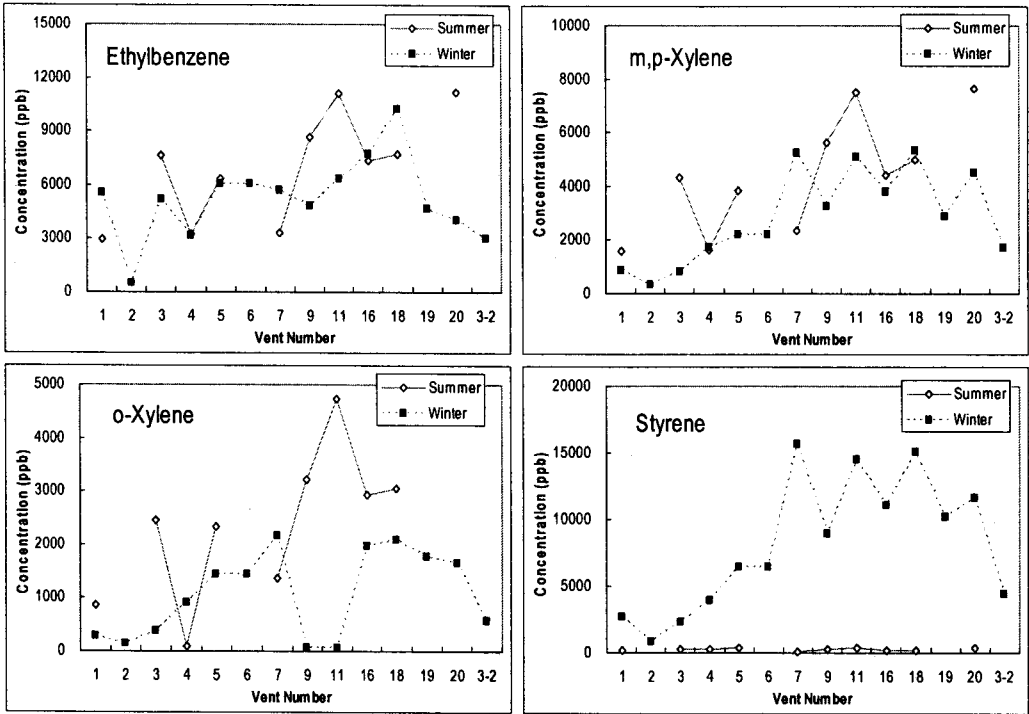 Ethylbenzene
Summer
Winter
Concentration (ppb)
15000
12000
9000
6000
3000
0
1 2 3 4 5 6 7 9 11 16 18 19 20 3-2
Vent Number
m,p-Xylene
Summer
Winter
Concentration (ppb)
10000
8000
6000
4000
2000
0
1 2 3 4 5 6 7 9 11 16 18 19 20 3-2
Vent Number
o-Xylene
Summer
Winter
Concentration (ppb)
5000
4000
3000
2000
1000
0
1 2 3 4 5 6 7 9 11 16 18 19 20 3-2
Vent Number
Styrene
Summer
Winter
Concentration (ppb)
20000
15000
10000
5000
0
1 2 3 4 5 6 7 9 11 16 18 19 20 3-2
Vent Number